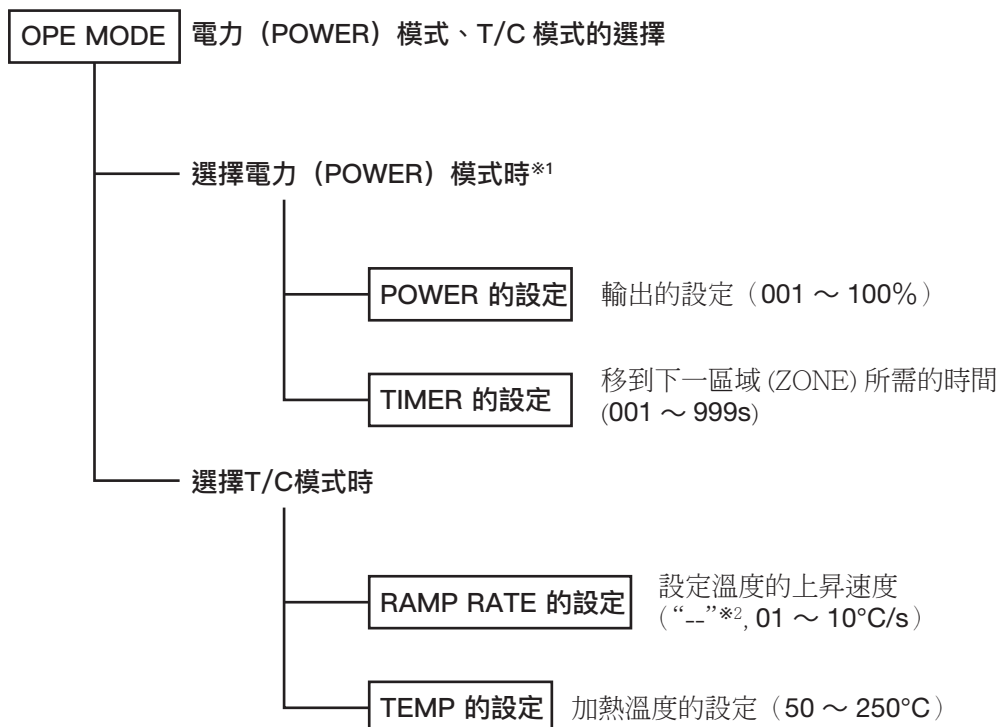 OPE MODE 電力（POWER）模式、T/C 模式的選擇
選擇電力（POWER）模式時※1
POWER 的設定 輸出的設定（001 ～ 100%）
TIMER 的設定 移到下一區域 (ZONE) 所需的時間
(001 ～ 999s)
選擇T/C模式時
RAMP RATE 的設定 設定溫度的上昇速度
（“--”※2, 01 ～ 10°C/s）
TEMP 的設定 加熱溫度的設定（50 ～ 250°C）